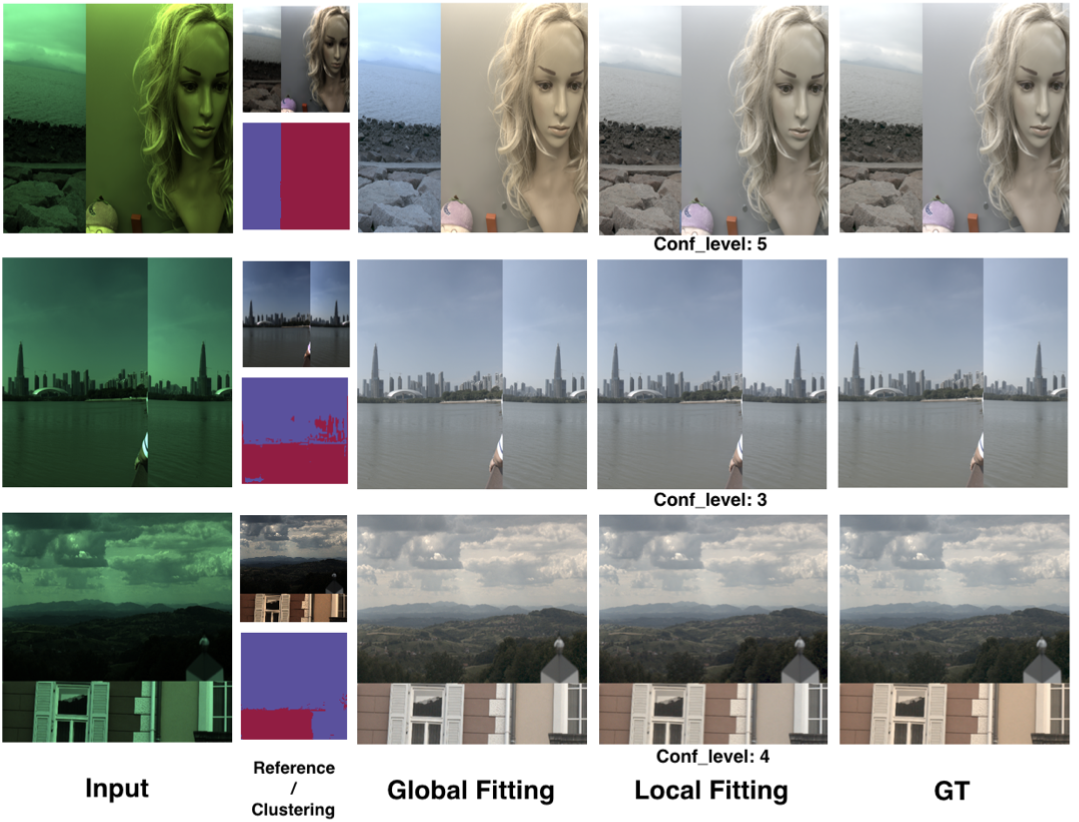 Conf_level: 5
Conf_level: 3
Conf_level: 4
Input
Reference
/
Clustering
Global Fitting
Local Fitting
GT